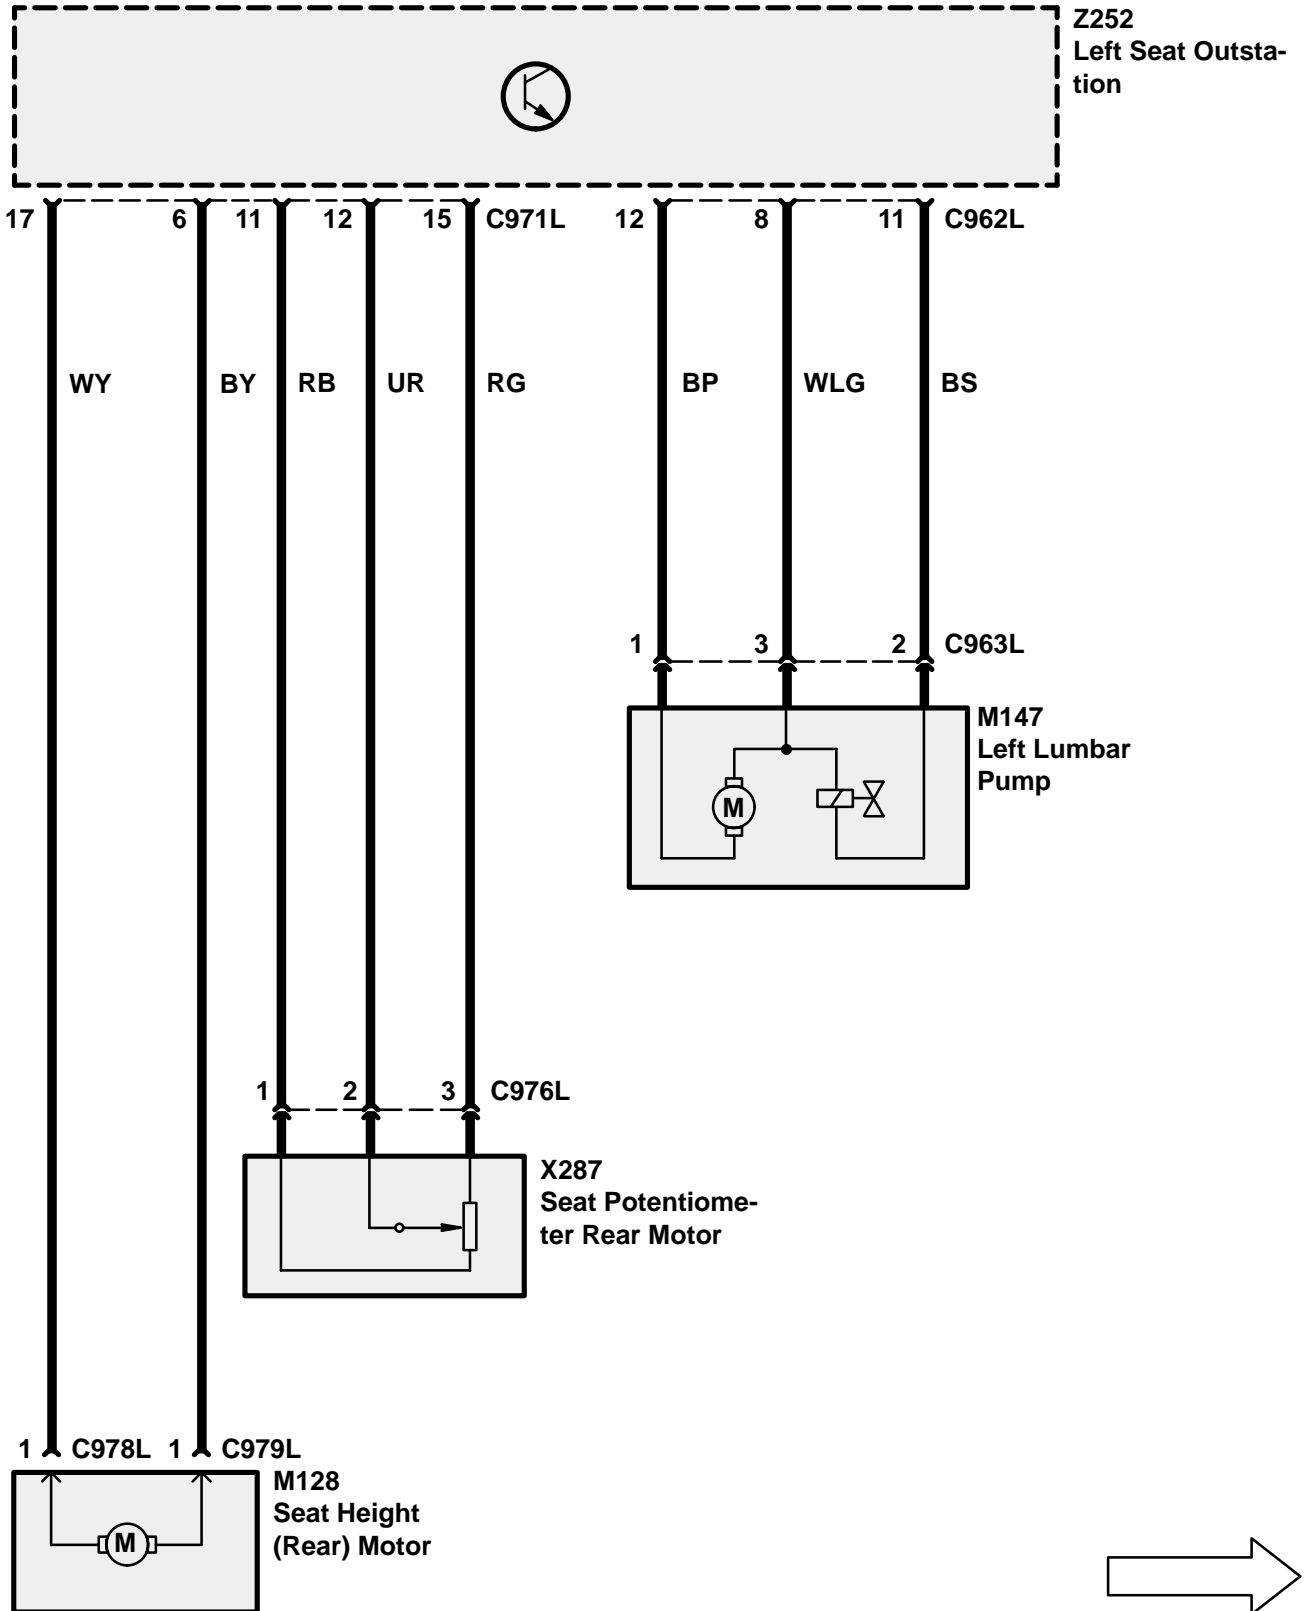 Z252
Left Seat Outsta-
tion
17 6 11 12 15 C971L 12 8 11 C962L
WY BY RB UR RG BP WLG BS
1 3 2 C963L
M147
Left Lumbar
Pump
M
1 2 3 C976L
X287
Seat Potentiome-
ter Rear Motor
1 C978L 1 C979L
M128
Seat Height
(Rear) Motor
M